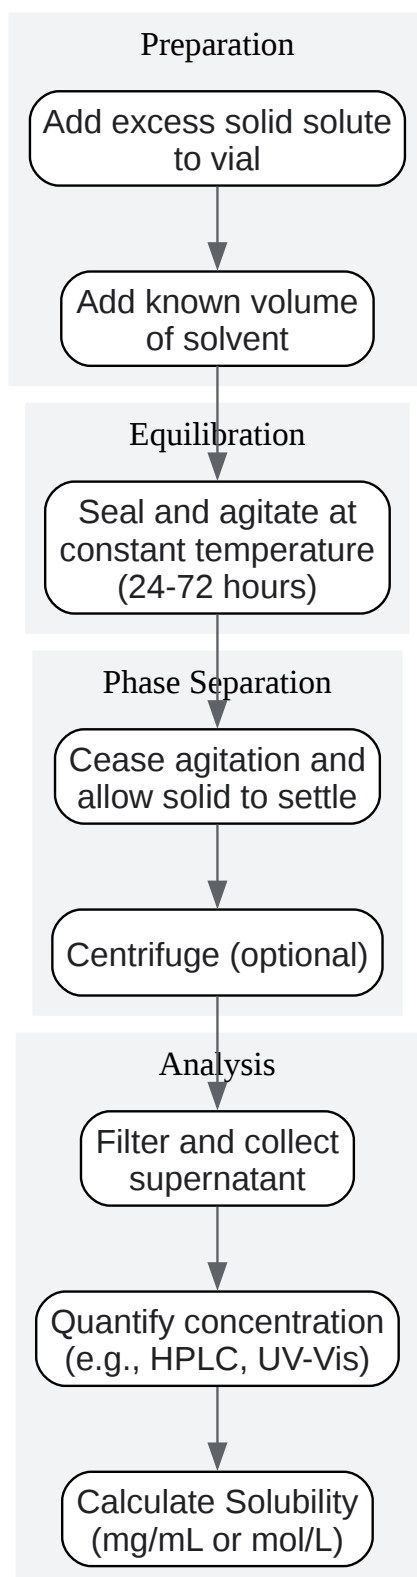 Preparation
Add excess solid solute
to vial
Add known volume
of solvent
Equilibration
Seal and agitate at
constant temperature
(24-72 hours)
Phase Separation
Cease agitation and
allow solid to settle
Centrifuge (optional)
Analysis
Filter and collect
supernatant
Quantify concentration
(e.g., HPLC, UV-Vis)
Calculate Solubility
(mg/mL or mol/L)